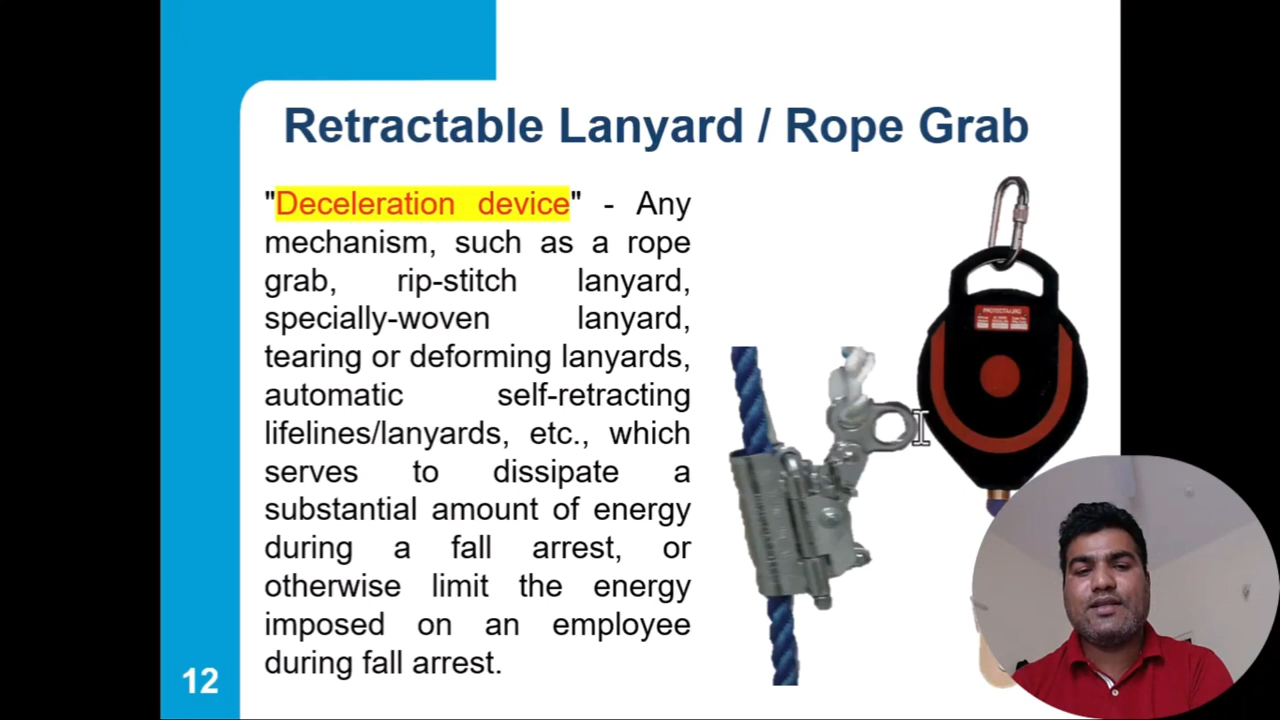 Retractable Lanyard / Rope Grab
"Deceleration device" - Any
mechanism, such as a rope
grab, rip-stitch lanyard,
specially-woven lanyard,
tearing or deforming lanyards,
automatic self-retracting
lifelines/lanyards, etc., which
serves to dissipate a
substantial amount of energy
during a fall arrest, or
otherwise limit the energy
imposed on an employee
during fall arrest.
12